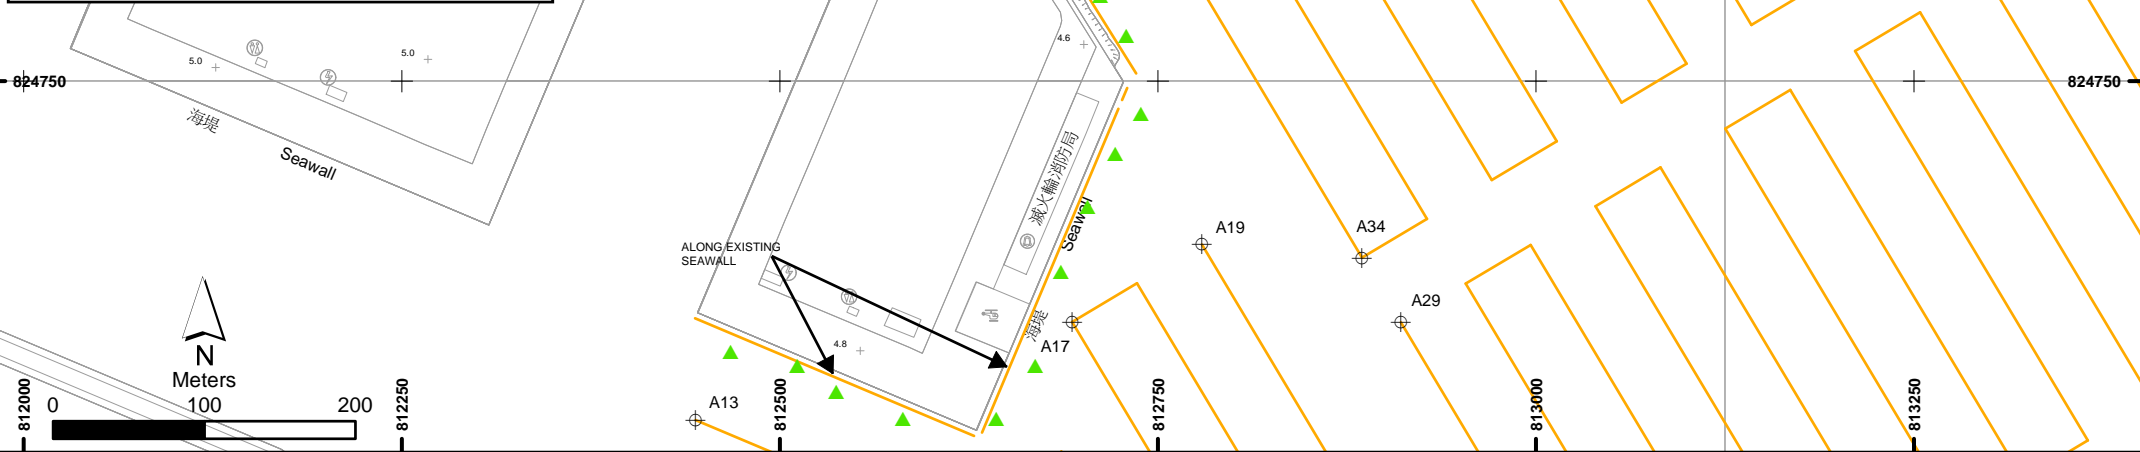 4.6
5.0
5.0
824750
824750
海堤
Seawall
滅火輪消防局
Seawall
A19
A34
ALONG EXISTING
SEAWALL
A29
海堤
A17
4.8
N
Meters
0 100 200
A13
812000
812250
812500
812750
813000
813250